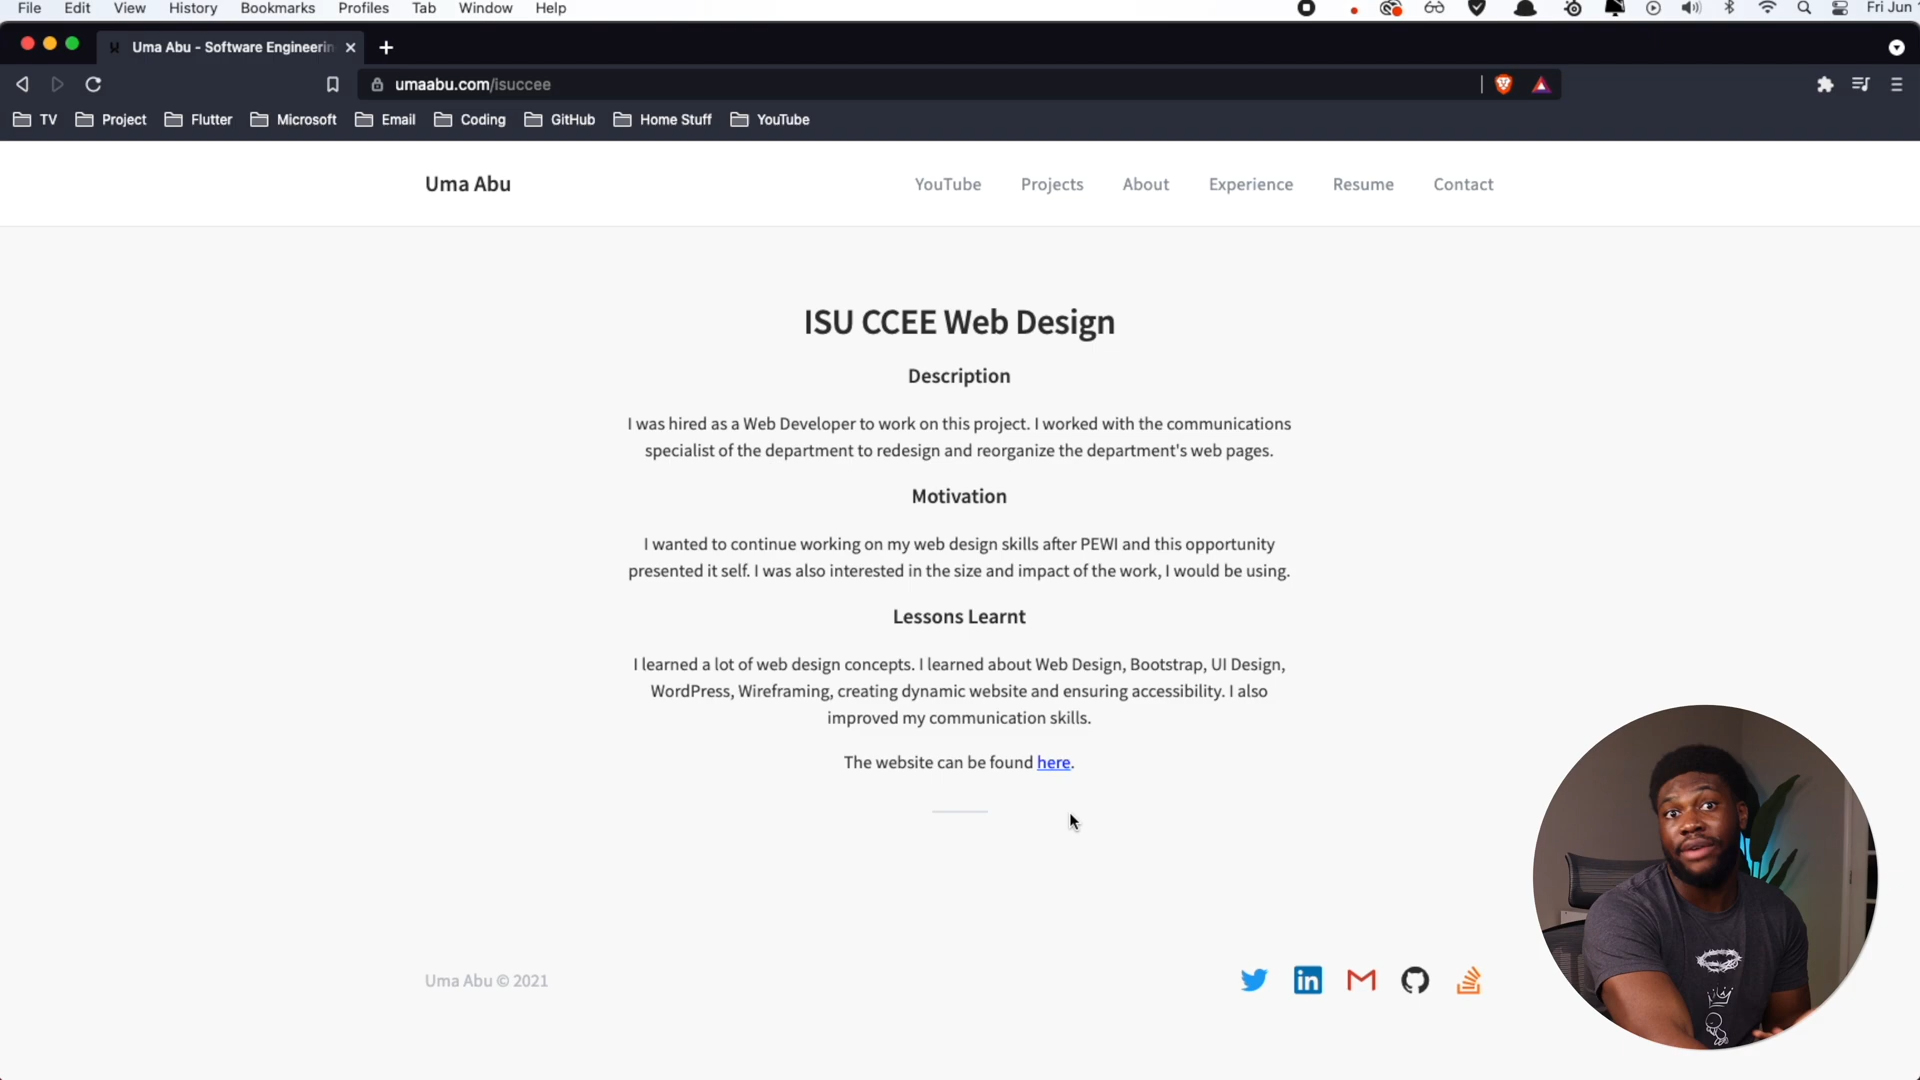 File Edit View History Bookmarks Profiles Tab Window Help
Fri Jun
Uma Abu - Software Engineerin
umaabu.com/isuccee
TV Project Flutter Microsoft Email Coding GitHub Home Stuff YouTube
Uma Abu
YouTube Projects About Experience Resume Contact
ISU CCEE Web Design
Description
I was hired as a Web Developer to work on this project. I worked with the communications
specialist of the department to redesign and reorganize the department's web pages.
Motivation
I wanted to continue working on my web design skills after PEWI and this opportunity
presented it self. I was also interested in the size and impact of the work, I would be using.
Lessons Learnt
I learned a lot of web design concepts. I learned about Web Design, Bootstrap, UI Design,
WordPress, Wireframing, creating dynamic website and ensuring accessibility. I also
improved my communication skills.
The website can be found here.
Uma Abu © 2021
in